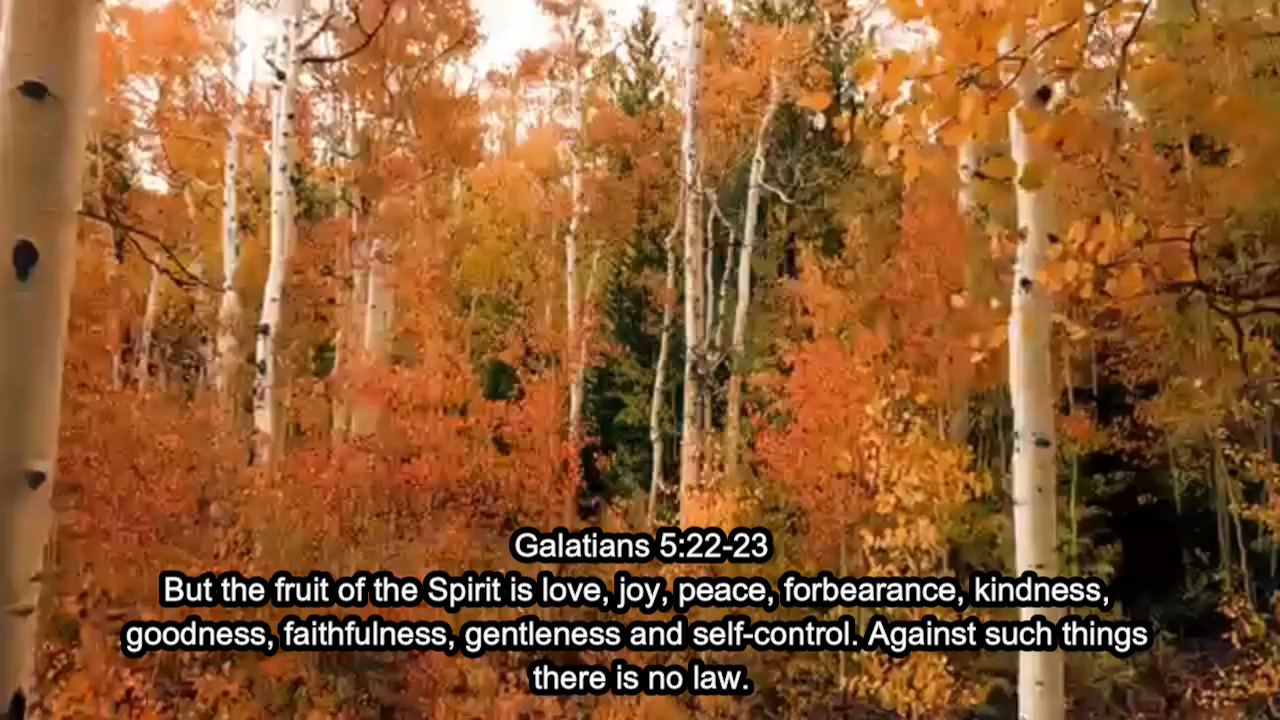 Galatians 5:22-23
But the fruit of the Spirit is love, joy, peace, forbearance, kindness,
goodness, faithfulness, gentleness and self-control. Against such things
there is no law.